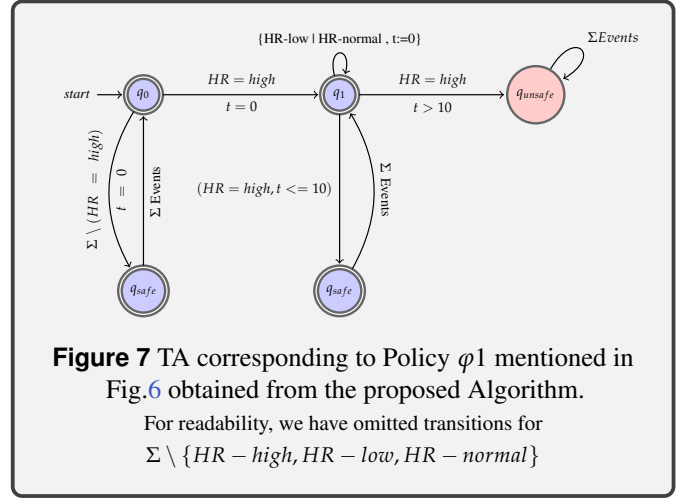 {HR-low | HR-normal , t:=0}
ΣEvents
start
q0
HR = high
t = 0
q1
HR = high
t > 10
qunsafe
Σ \ (HR = high)
t = 0
Σ Events
(HR = high, t <= 10)
Σ Events
qsafe
qsafe
Figure 7 TA corresponding to Policy φ1 mentioned in
Fig.6 obtained from the proposed Algorithm.
For readability, we have omitted transitions for
Σ \ {HR − high, HR − low, HR − normal}